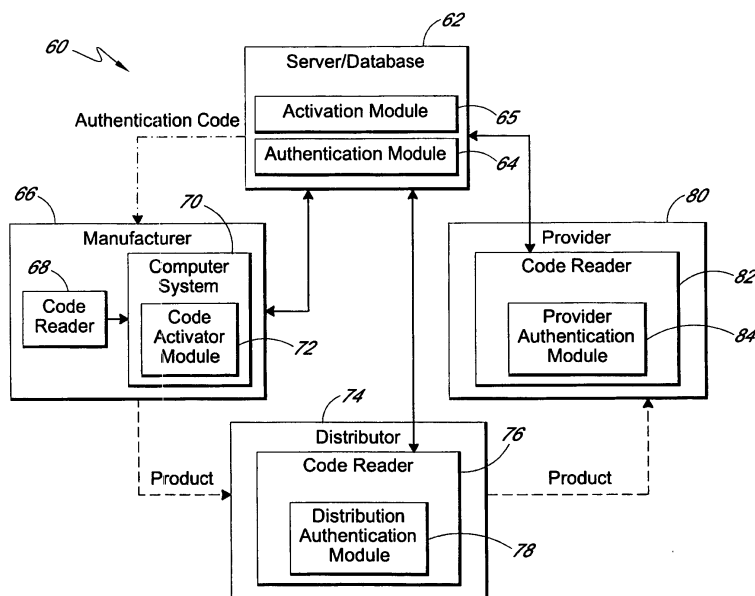 60
62
Server/Database
Activation Module
65
Authentication Module
64
Authentication Code
66
Manufacturer
70
68
Code
Reader
Computer
System
Code
Activator
Module
72
80
Provider
Code Reader
82
Provider
Authentication
Module
84
74
Distributor
76
Code Reader
Distribution
Authentication
Module
78
Product
Product